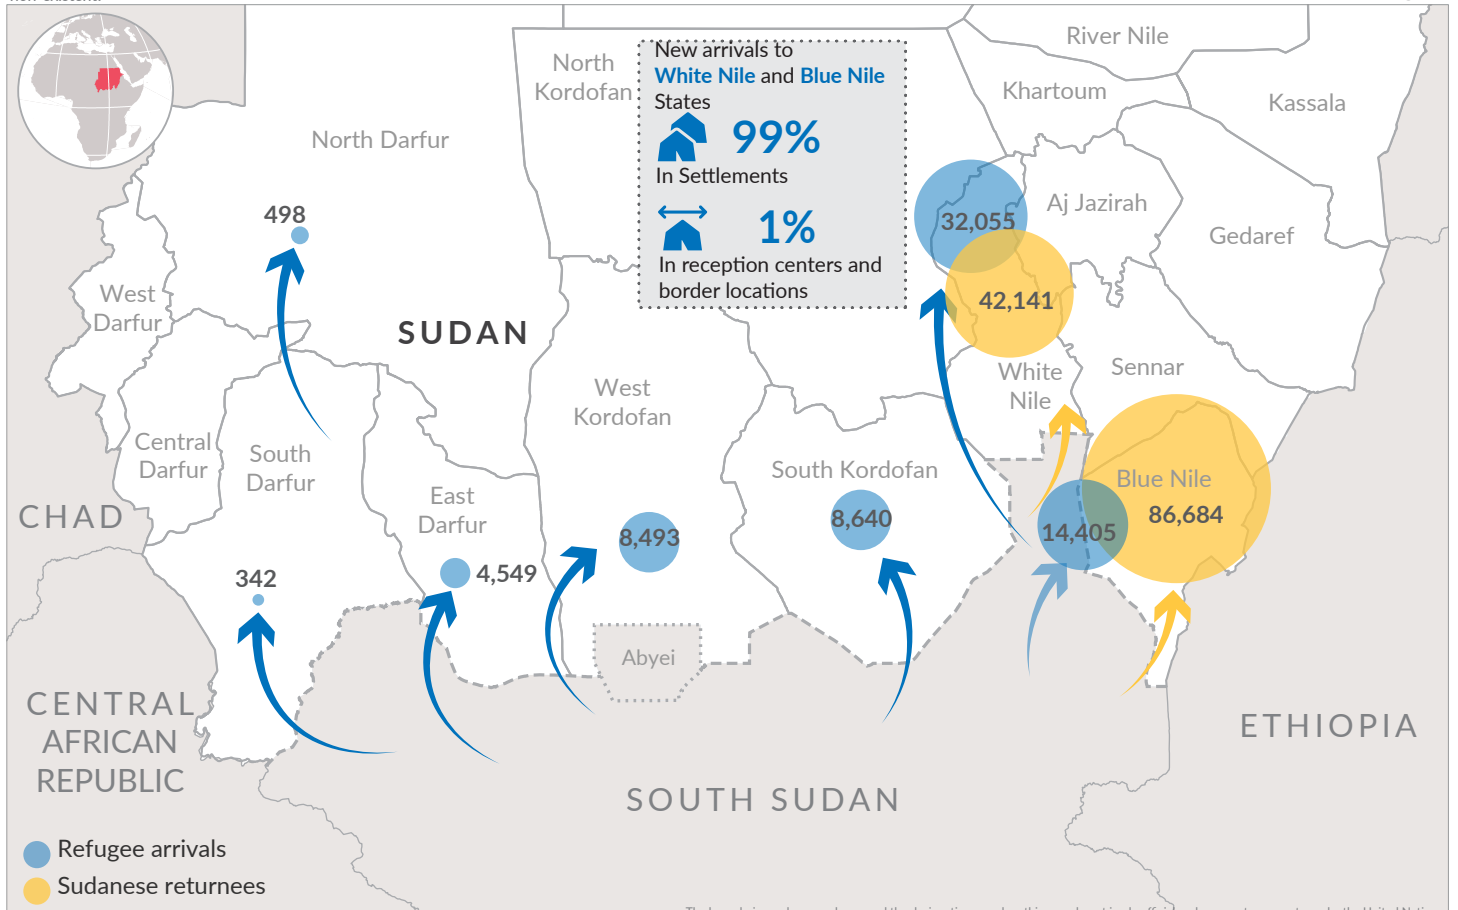 River Nile
North
Kordofan
New arrivals to
White Nile and Blue Nile
States
99%
In Settlements
1%
In reception centers and
border locations
Khartoum
Kassala
North Darfur
498
32,055
Aj Jazirah
Gedaref
42,141
West
Darfur
SUDAN
West
Kordofan
White
Nile
Sennar
Central
Darfur
South
Darfur
South Kordofan
Blue Nile
86,684
East
Darfur
CHAD
8,493
8,640
14,405
342
4,549
Abyei
CENTRAL
AFRICAN
REPUBLIC
ETHIOPIA
SOUTH SUDAN
Refugee arrivals
Sudanese returnees